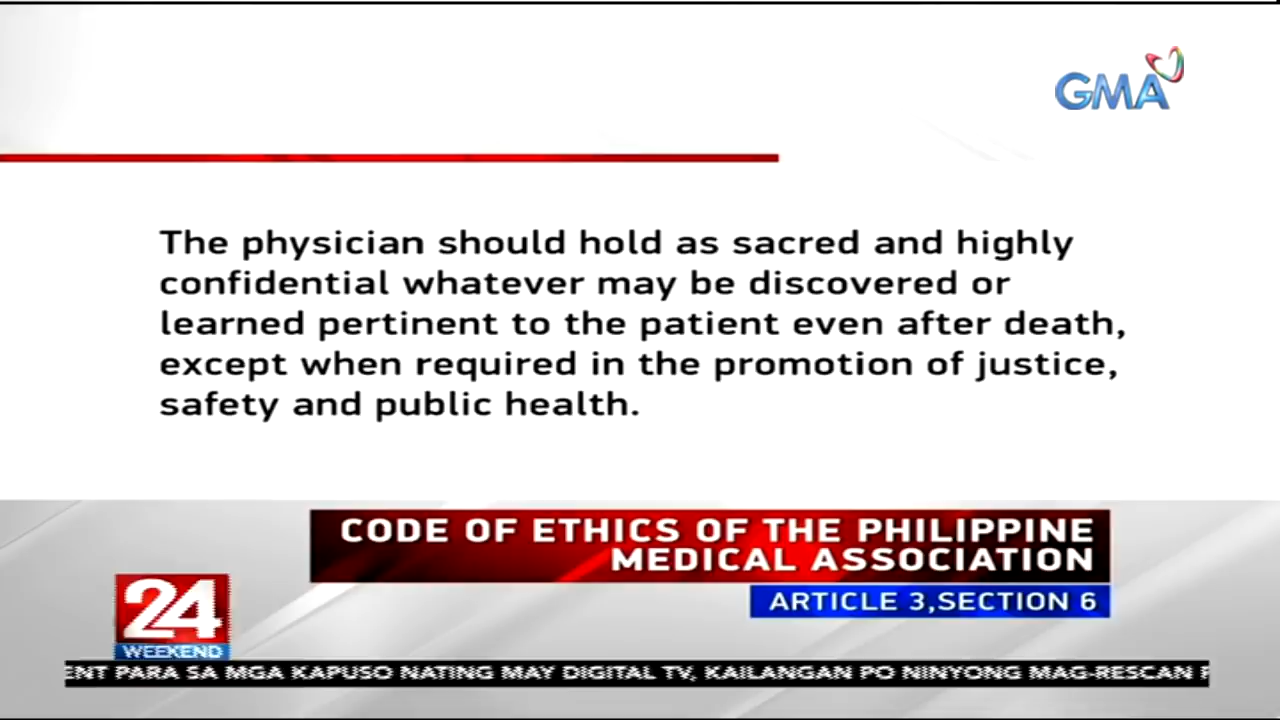 GMA
The physician should hold as sacred and highly
confidential whatever may be discovered or
learned pertinent to the patient even after death,
except when required in the promotion of justice,
safety and public health.
CODE OF ETHICS OF THE PHILIPPINE
MEDICAL ASSOCIATION
ARTICLE 3,SECTION 6
24
WEEKEND
ENT PARA SA MGA KAPUSO NATING MAY DIGITAL TV, KAILANGAN PO NINYONG MAG-RESCAN